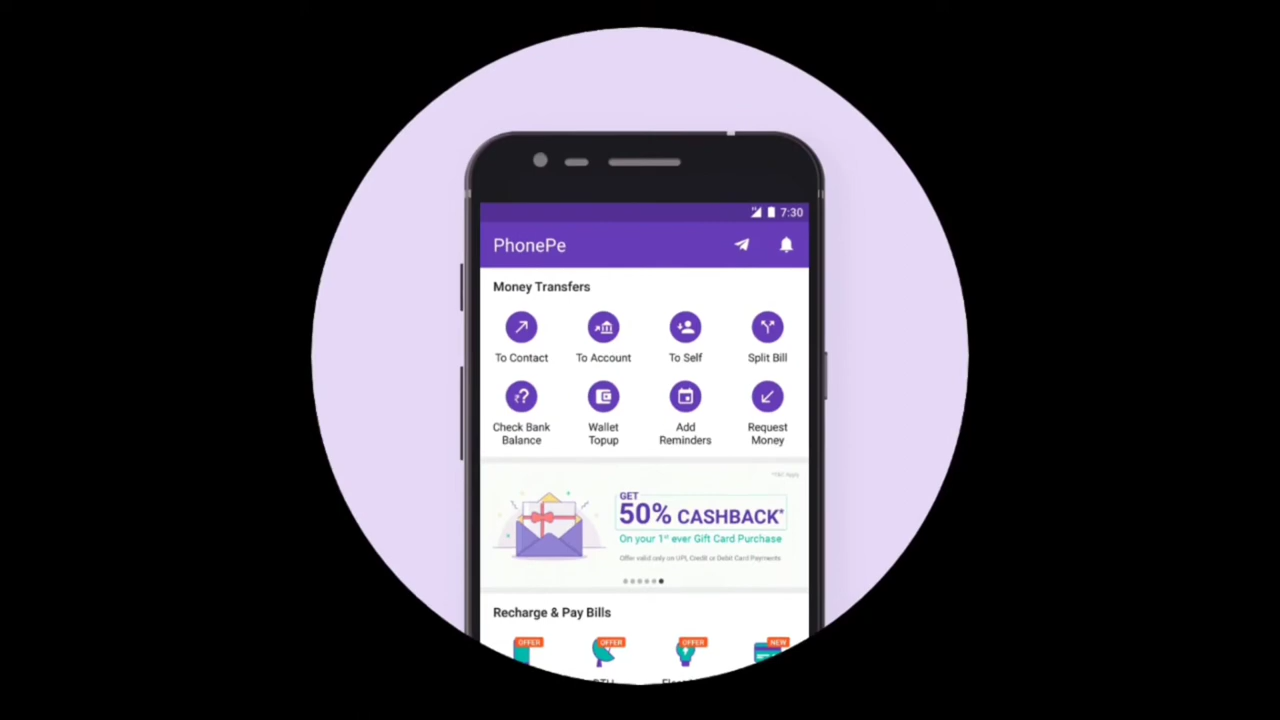 7:30
PhonePe
Money Transfers
To Contact To Account To Self Split Bill
Check Bank Balance
Wallet Topup
Add Reminders
Request Money
GET
50% CASHBACK*
On your 1st ever Gift Card Purchase
Offer valid only on UPI, Credit or Debit Card Payments
Recharge & Pay Bills
OFFER OFFER OFFER NEW